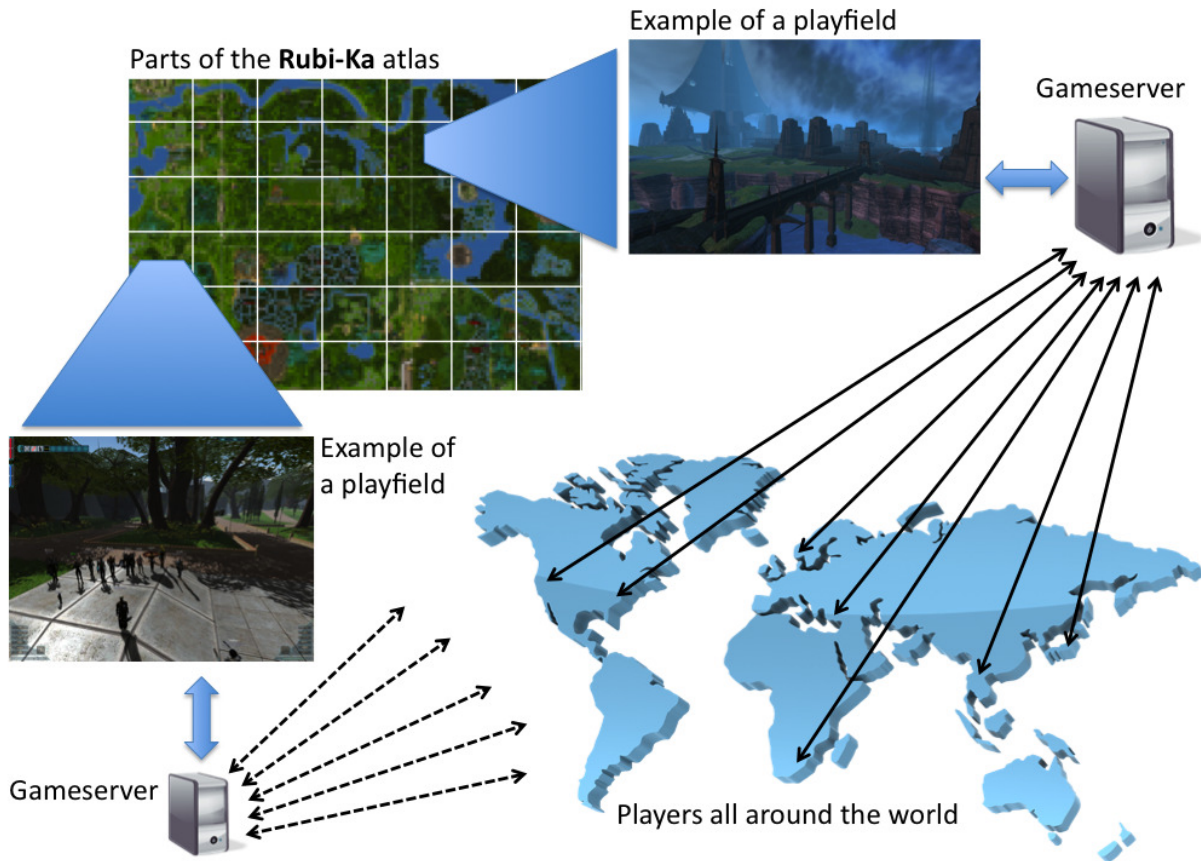 Example of a playfield
Parts of the Rubi-Ka atlas
Gameserver
Example of
a playfield
Gameserver
Players all around the world